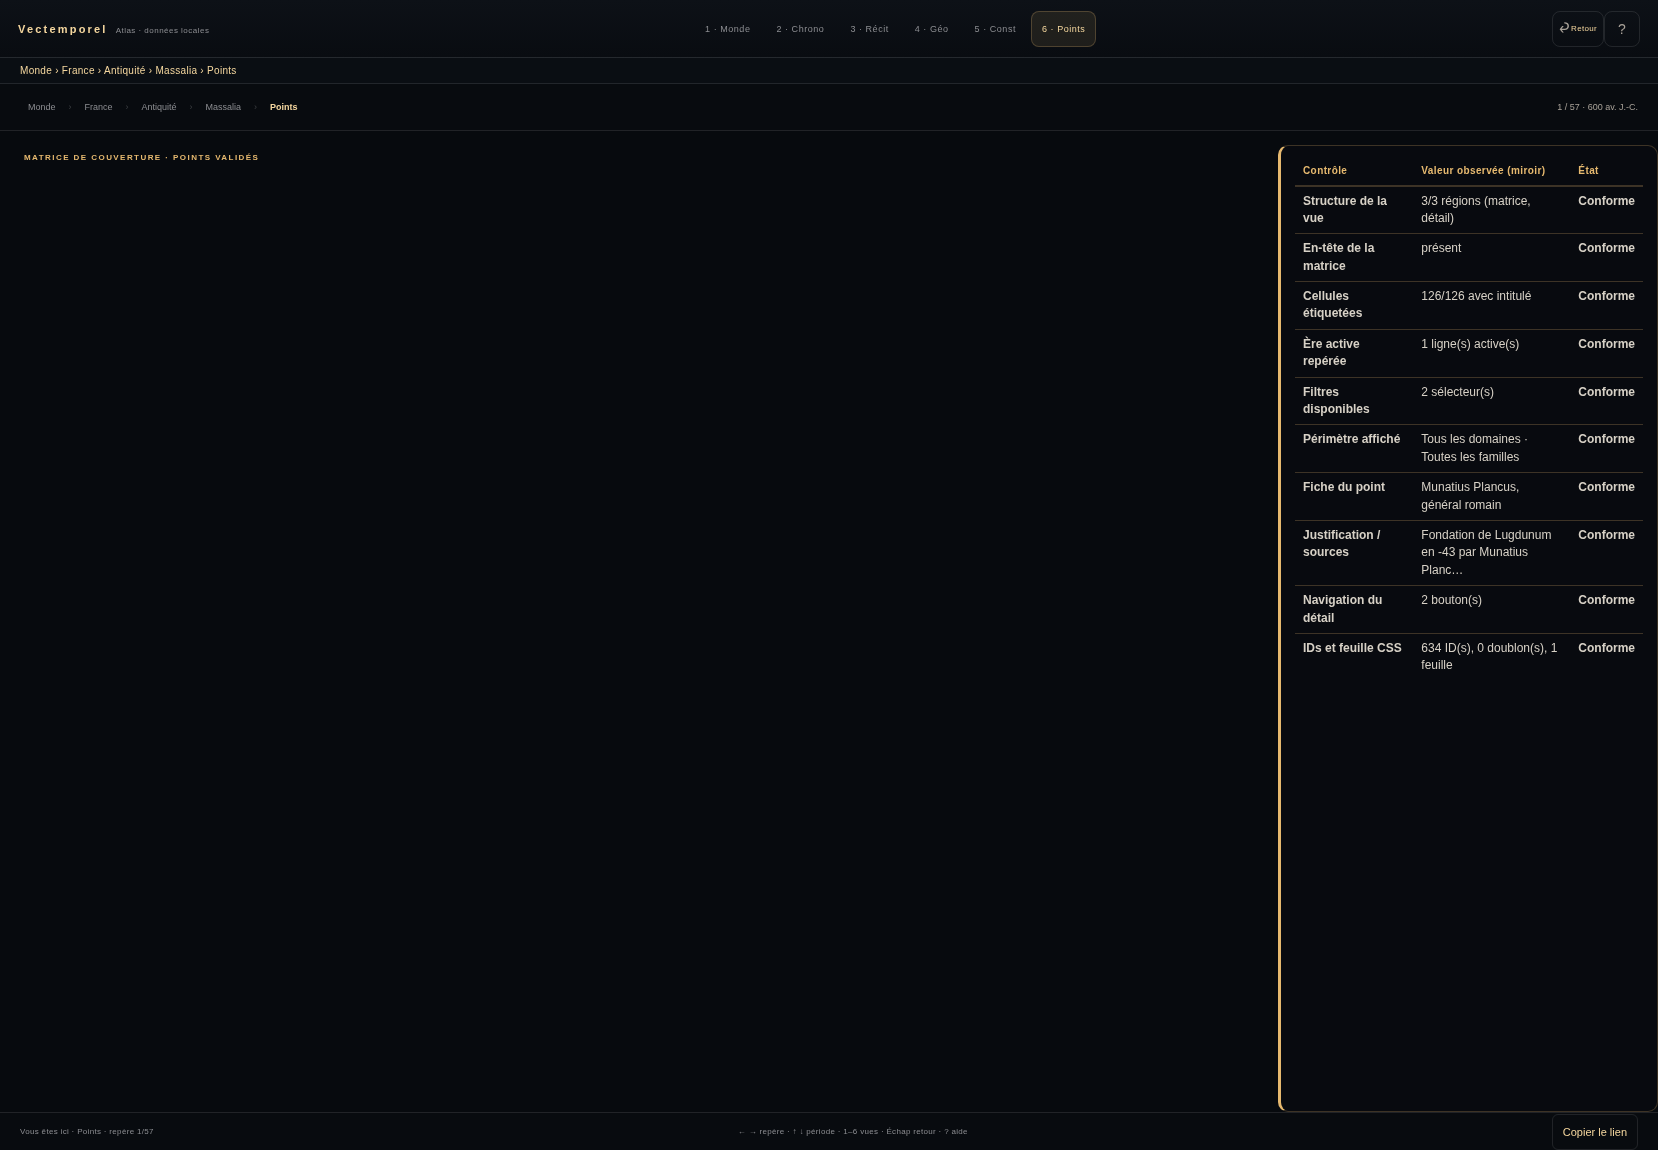 Vectemporel Atlas · données locales
1 · Monde 2 · Chrono 3 · Récit 4 · Géo 5 · Const 6 · Points
Retour ?
Monde › France › Antiquité › Massalia › Points
Monde › France › Antiquité › Massalia › Points
1 / 57 · 600 av. J.-C.
MATRICE DE COUVERTURE · POINTS VALIDÉS
Contrôle Valeur observée (miroir) État
Structure de la vue 3/3 régions (matrice, détail) Conforme
En-tête de la matrice présent Conforme
Cellules étiquetées 126/126 avec intitulé Conforme
Ère active repérée 1 ligne(s) active(s) Conforme
Filtres disponibles 2 sélecteur(s) Conforme
Périmètre affiché Tous les domaines · Toutes les familles Conforme
Fiche du point Munatius Plancus, général romain Conforme
Justification / sources Fondation de Lugdunum en -43 par Munatius Planc… Conforme
Navigation du détail 2 bouton(s) Conforme
IDs et feuille CSS 634 ID(s), 0 doublon(s), 1 feuille Conforme
Vous êtes ici · Points · repère 1/57
← → repère · ↑ ↓ période · 1–6 vues · Échap retour · ? aide
Copier le lien